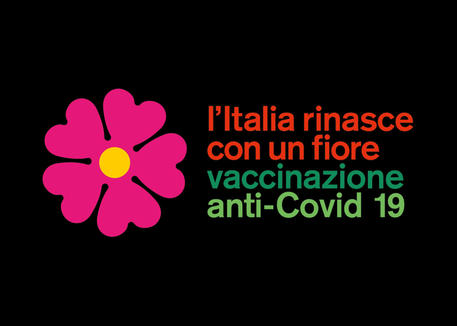 l'Italia rinasce
con un fiore
vaccinazione
anti-Covid 19